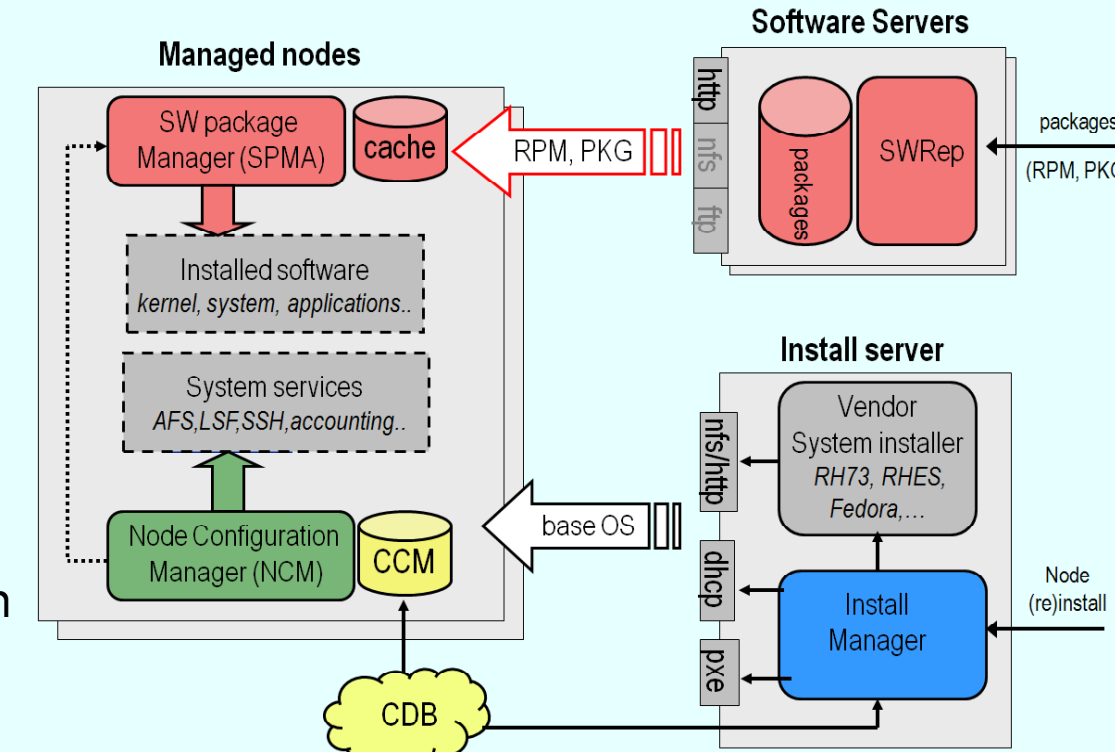 Managed nodes
SW package
Manager (SPMA)
cache
Installed software
kernel, system, applications..
System services
AFS,LSF,SSH,accounting..
Node Configuration
Manager (NCM)
CCM
n
CDB
RPM, PKG
base OS
Software Servers
http
nfs
ftp
packages
SWRep
packages
(RPM, PKG
Install server
nfs/http
dhcp
pxe
Vendor
System installer
RH73, RHES,
Fedora,…
Install
Manager
Node
(re)install